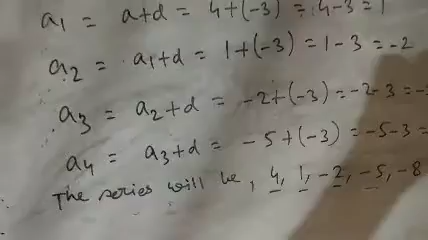 a₁ = a+d = 4+(-3) = 4-3 = 1
a₂ = a₁+d = 1+(-3) = 1-3 = -2
a₃ = a₂+d = -2+(-3) = -2-3 = -
a₄ = a₃+d = -5+(-3) = -5-3 =
The series will be, 4, 1, -2, -5, -8